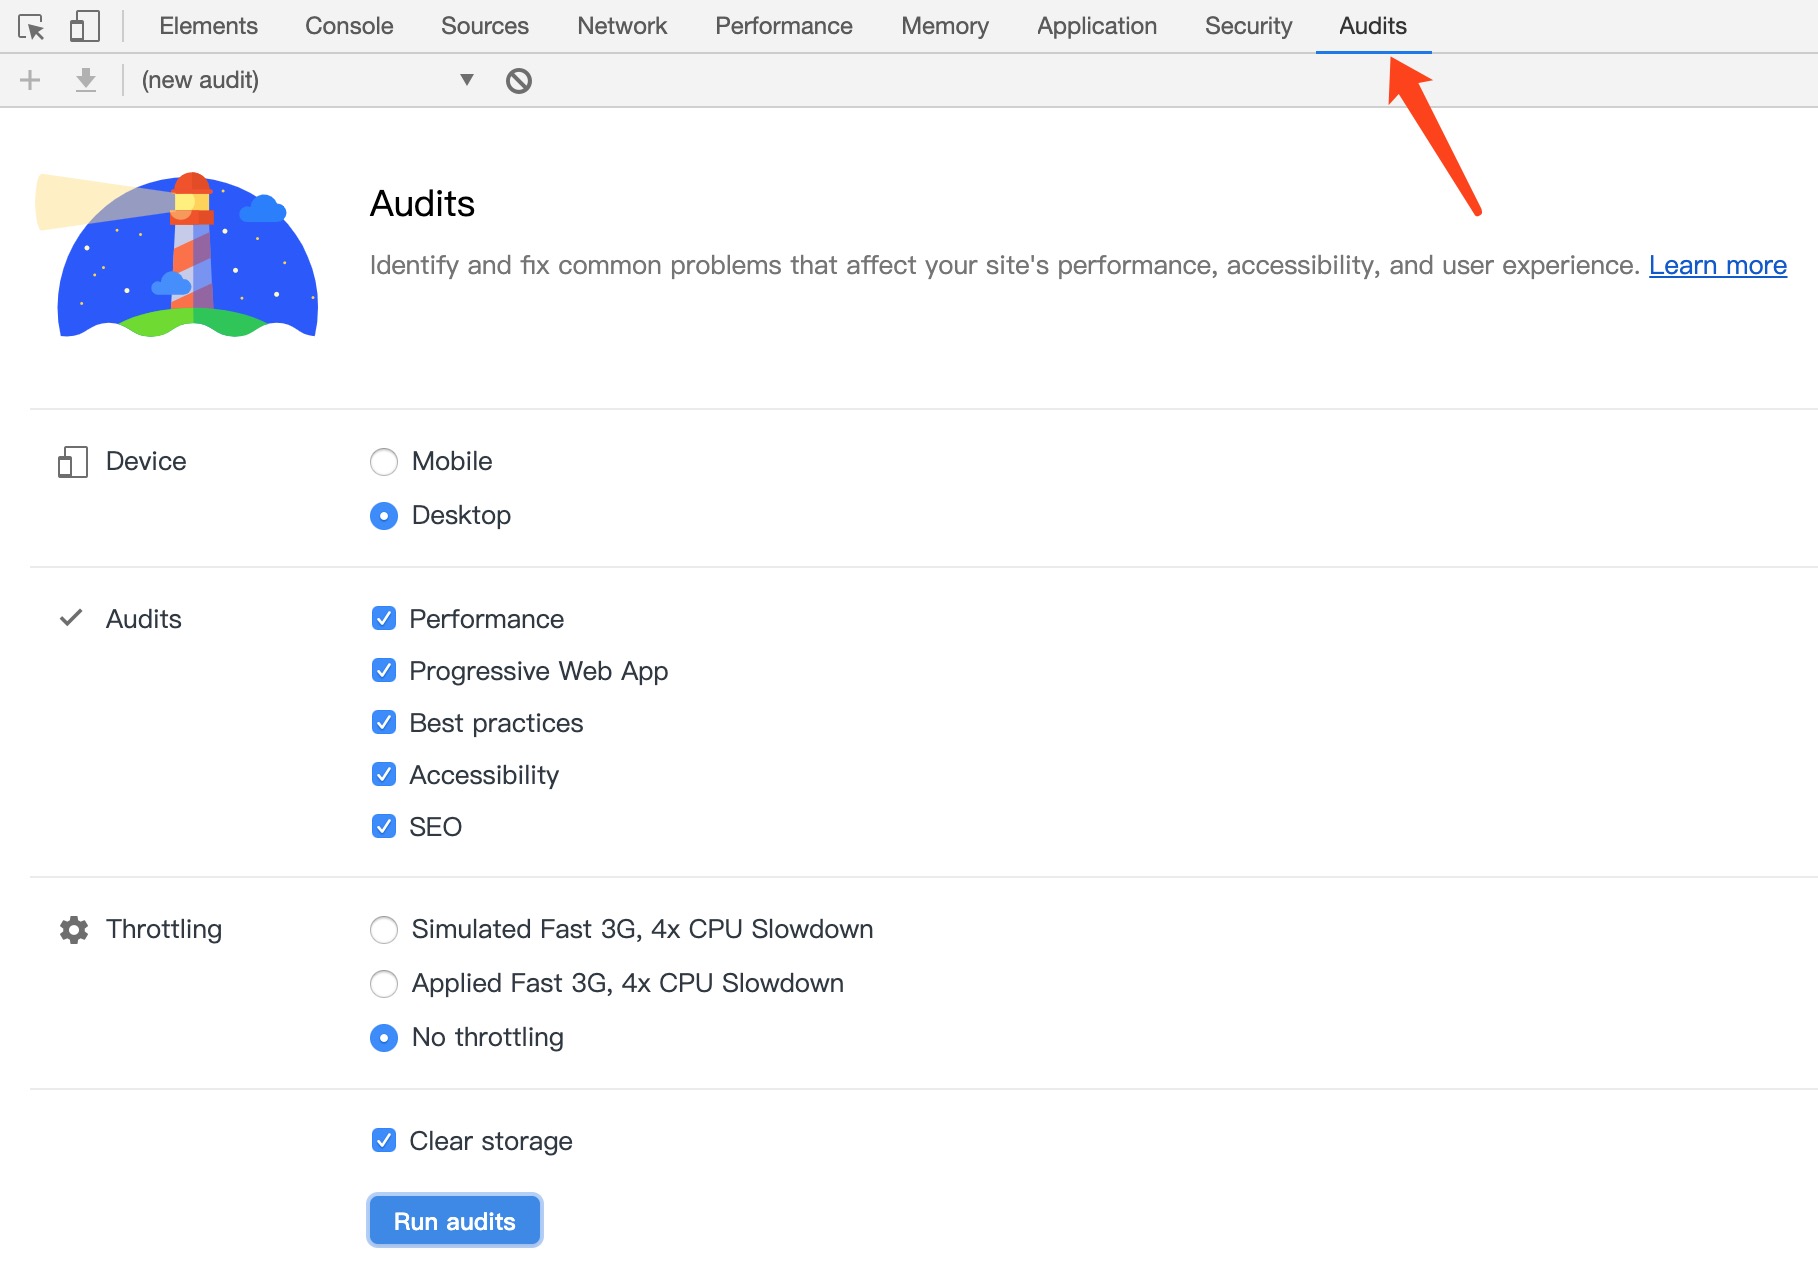 Elements Console Sources Network Performance Memory Application Security Audits
(new audit)
Audits
Identify and fix common problems that affect your site's performance, accessibility, and user experience. Learn more
Device
Mobile
Desktop
Audits
Performance
Progressive Web App
Best practices
Accessibility
SEO
Throttling
Simulated Fast 3G, 4x CPU Slowdown
Applied Fast 3G, 4x CPU Slowdown
No throttling
Clear storage
Run audits